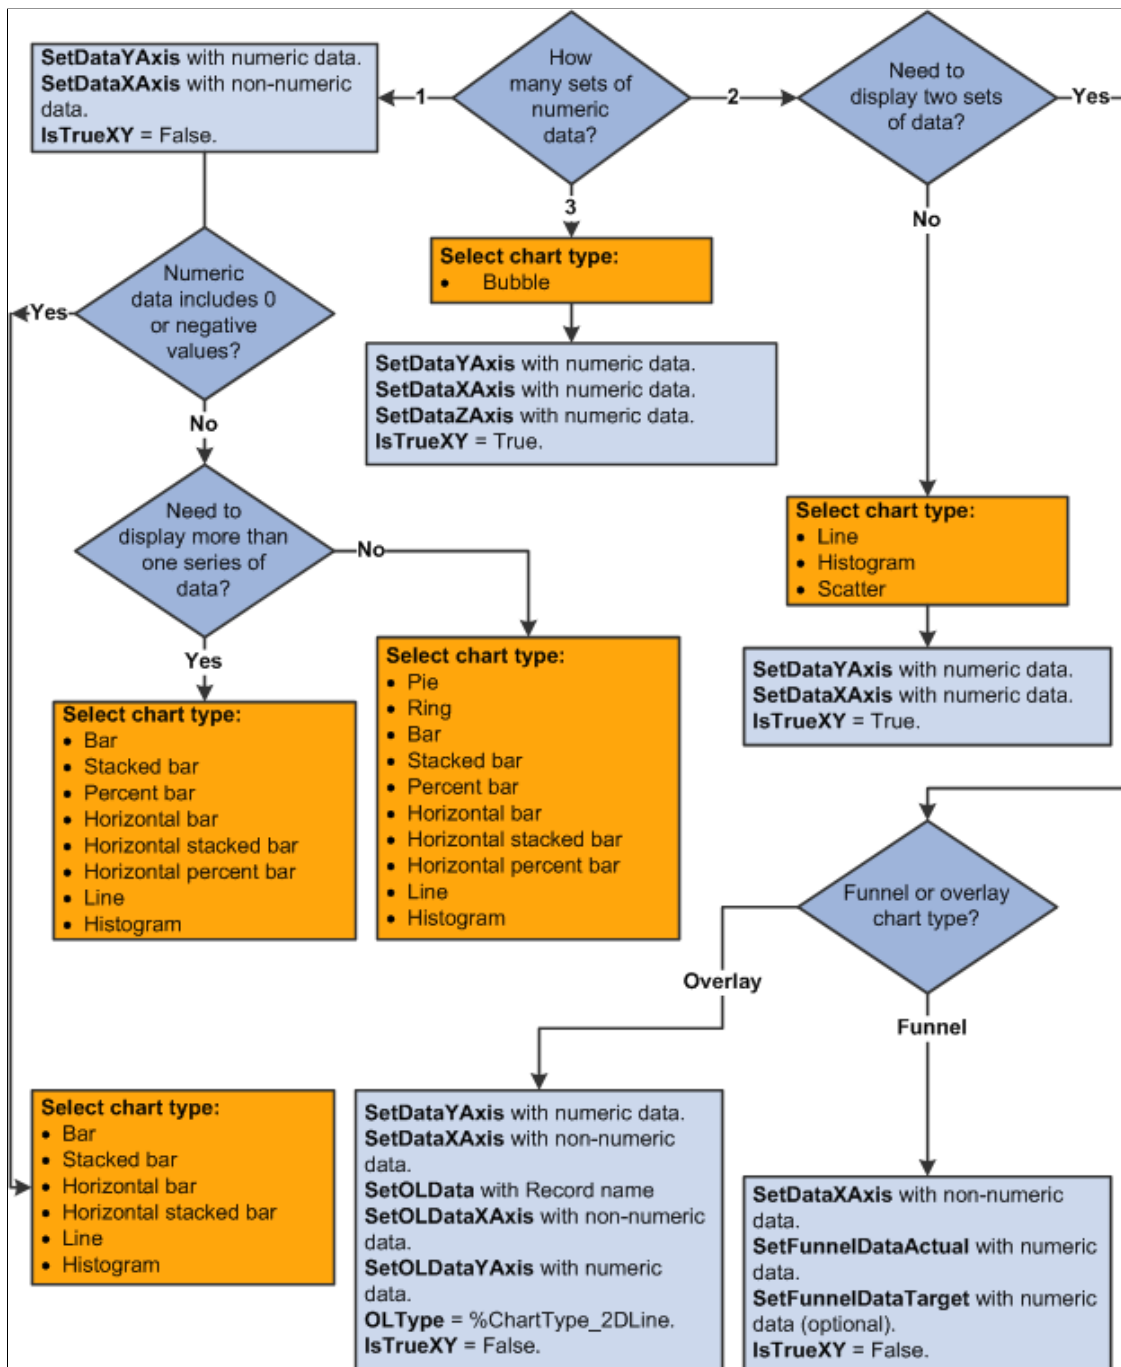 How
many sets of
numeric
data?
1
2
3
SetDataYAxis with numeric data.
SetDataXAxis with non-numeric
data.
IsTrueXY = False.
Need to
display two sets
of data?
Yes
No
Select chart type:
• Bubble
SetDataYAxis with numeric data.
SetDataXAxis with numeric data.
SetDataZAxis with numeric data.
IsTrueXY = True.
Numeric
data includes 0
or negative
values?
Yes
No
Need to
display more than
one series of
data?
No
Yes
Select chart type:
• Line
• Histogram
• Scatter
SetDataYAxis with numeric data.
SetDataXAxis with numeric data.
IsTrueXY = True.
Select chart type:
• Bar
• Stacked bar
• Percent bar
• Horizontal bar
• Horizontal stacked bar
• Horizontal percent bar
• Line
• Histogram
Select chart type:
• Pie
• Ring
• Bar
• Stacked bar
• Percent bar
• Horizontal bar
• Horizontal stacked bar
• Horizontal percent bar
• Line
• Histogram
Funnel or overlay
chart type?
Overlay
Funnel
Select chart type:
• Bar
• Stacked bar
• Horizontal bar
• Horizontal stacked bar
• Line
• Histogram
SetDataYAxis with numeric data.
SetDataXAxis with non-numeric
data.
SetOLData with Record name
SetOLDataXAxis with non-numeric
data.
SetOLDataYAxis with numeric
data.
OLType = %ChartType_2DLine.
IsTrueXY = False.
SetDataXAxis with non-numeric
data.
SetFunnelDataActual with numeric
data.
SetFunnelDataTarget with numeric
data (optional).
IsTrueXY = False.